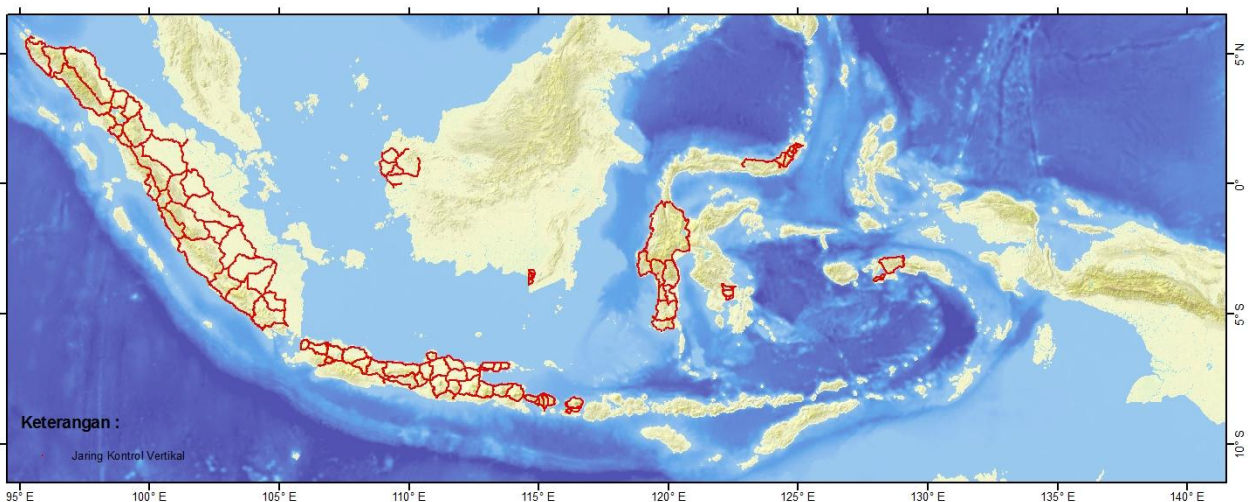 5°N
0°
5°S
10°S
Keterangan :
Jaring Kontrol Vertikal
95° E
100° E
105° E
110° E
115° E
120° E
125° E
130° E
135° E
140° E